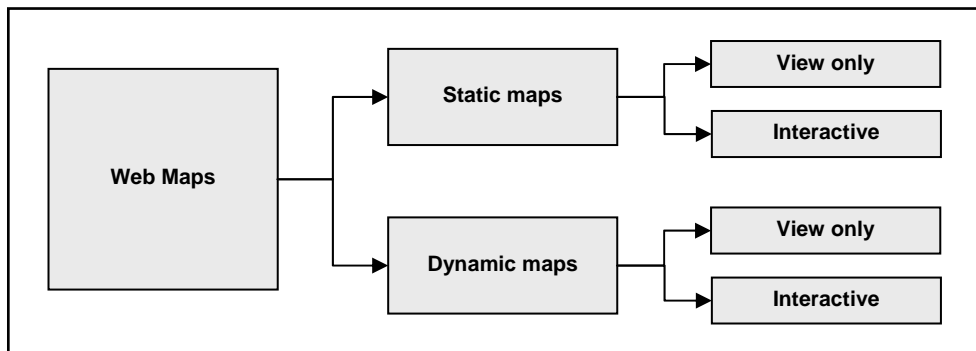 Web Maps
Static maps
View only
Interactive
Dynamic maps
View only
Interactive